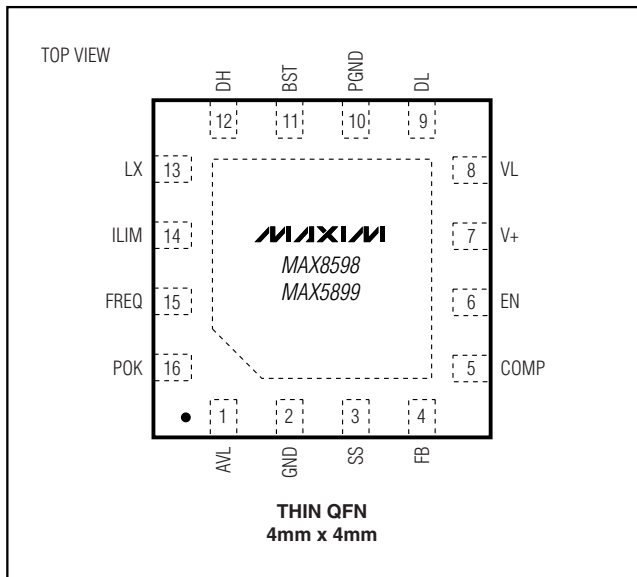 TOP VIEW
DH BST PGND DL
12 11 10 9
LX 13 8 VL
ILIM 14 MAXIM 7 V+
MAX8598
MAX5899
FREQ 15 6 EN
POK 16 5 COMP
1 2 3 4
AVL GND SS FB
THIN QFN
4mm x 4mm